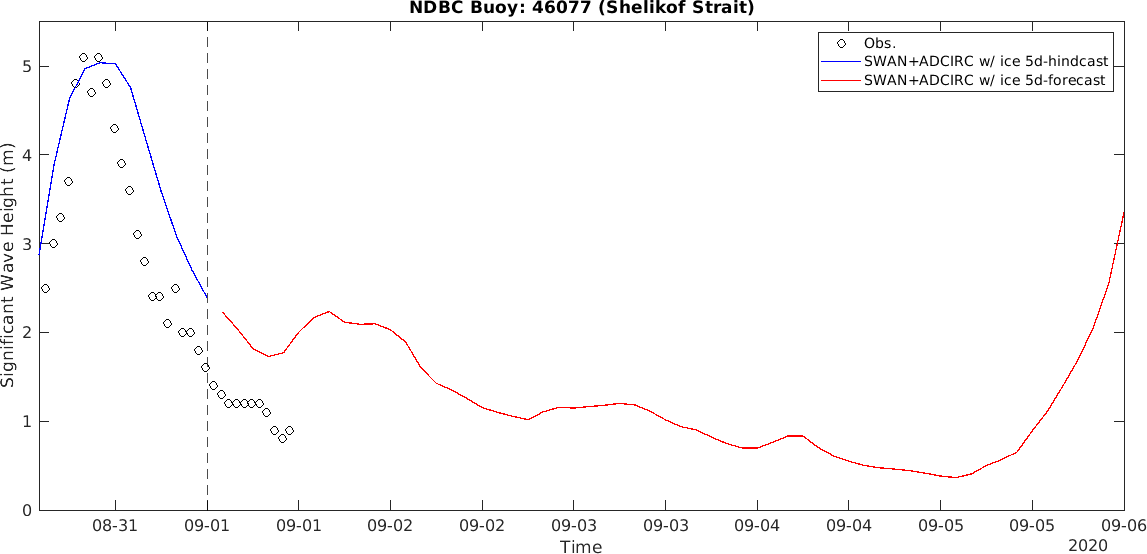 NDBC Buoy: 46077 (Shelikof Strait)
Obs.
SWAN+ADCIRC w/ ice 5d-hindcast
SWAN+ADCIRC w/ ice 5d-forecast
Significant Wave Height (m)
5
4
3
2
1
0
08-31 09-01 09-01 09-02 09-02 09-03 09-03 09-04 09-04 09-05 09-05 09-06
Time
2020